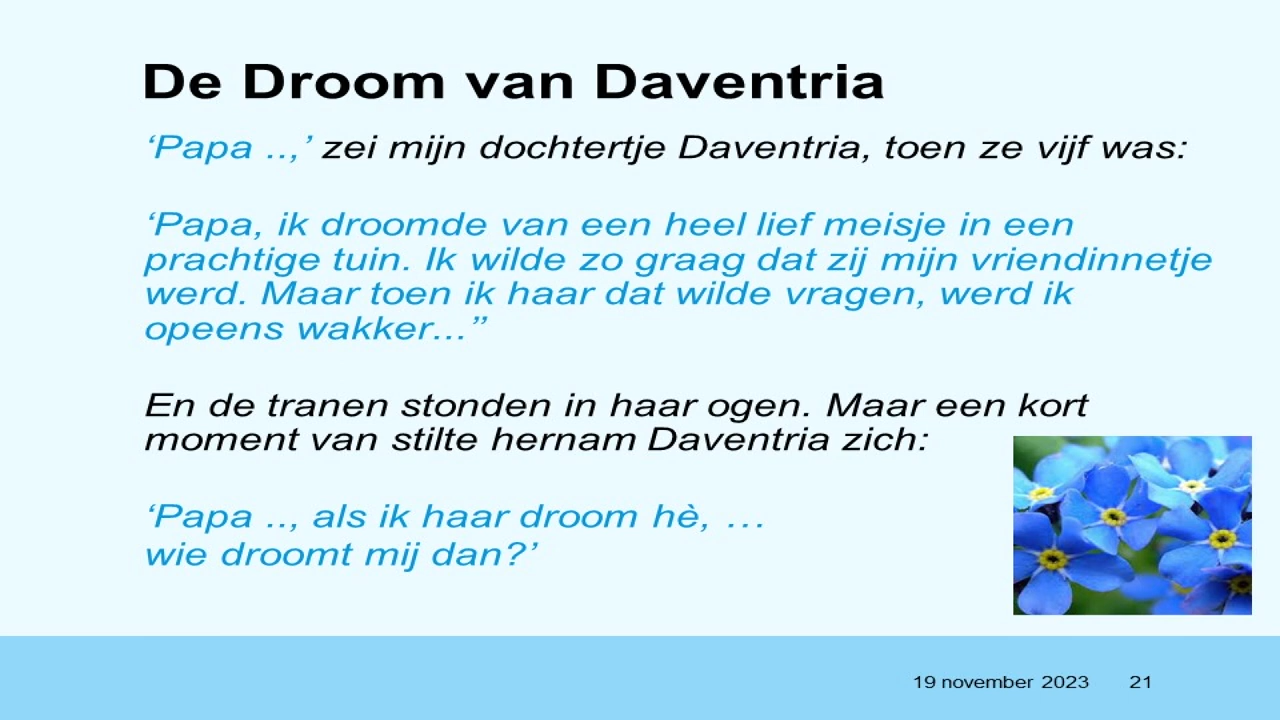 De Droom van Daventria
‘Papa ..,’ zei mijn dochtertje Daventria, toen ze vijf was:
‘Papa, ik droomde van een heel lief meisje in een
prachtige tuin. Ik wilde zo graag dat zij mijn vriendinnetje
werd. Maar toen ik haar dat wilde vragen, werd ik
opeens wakker...’’
En de tranen stonden in haar ogen. Maar een kort
moment van stilte hernam Daventria zich:
‘Papa .., als ik haar droom hè, …
wie droomt mij dan?’
19 november 2023 21